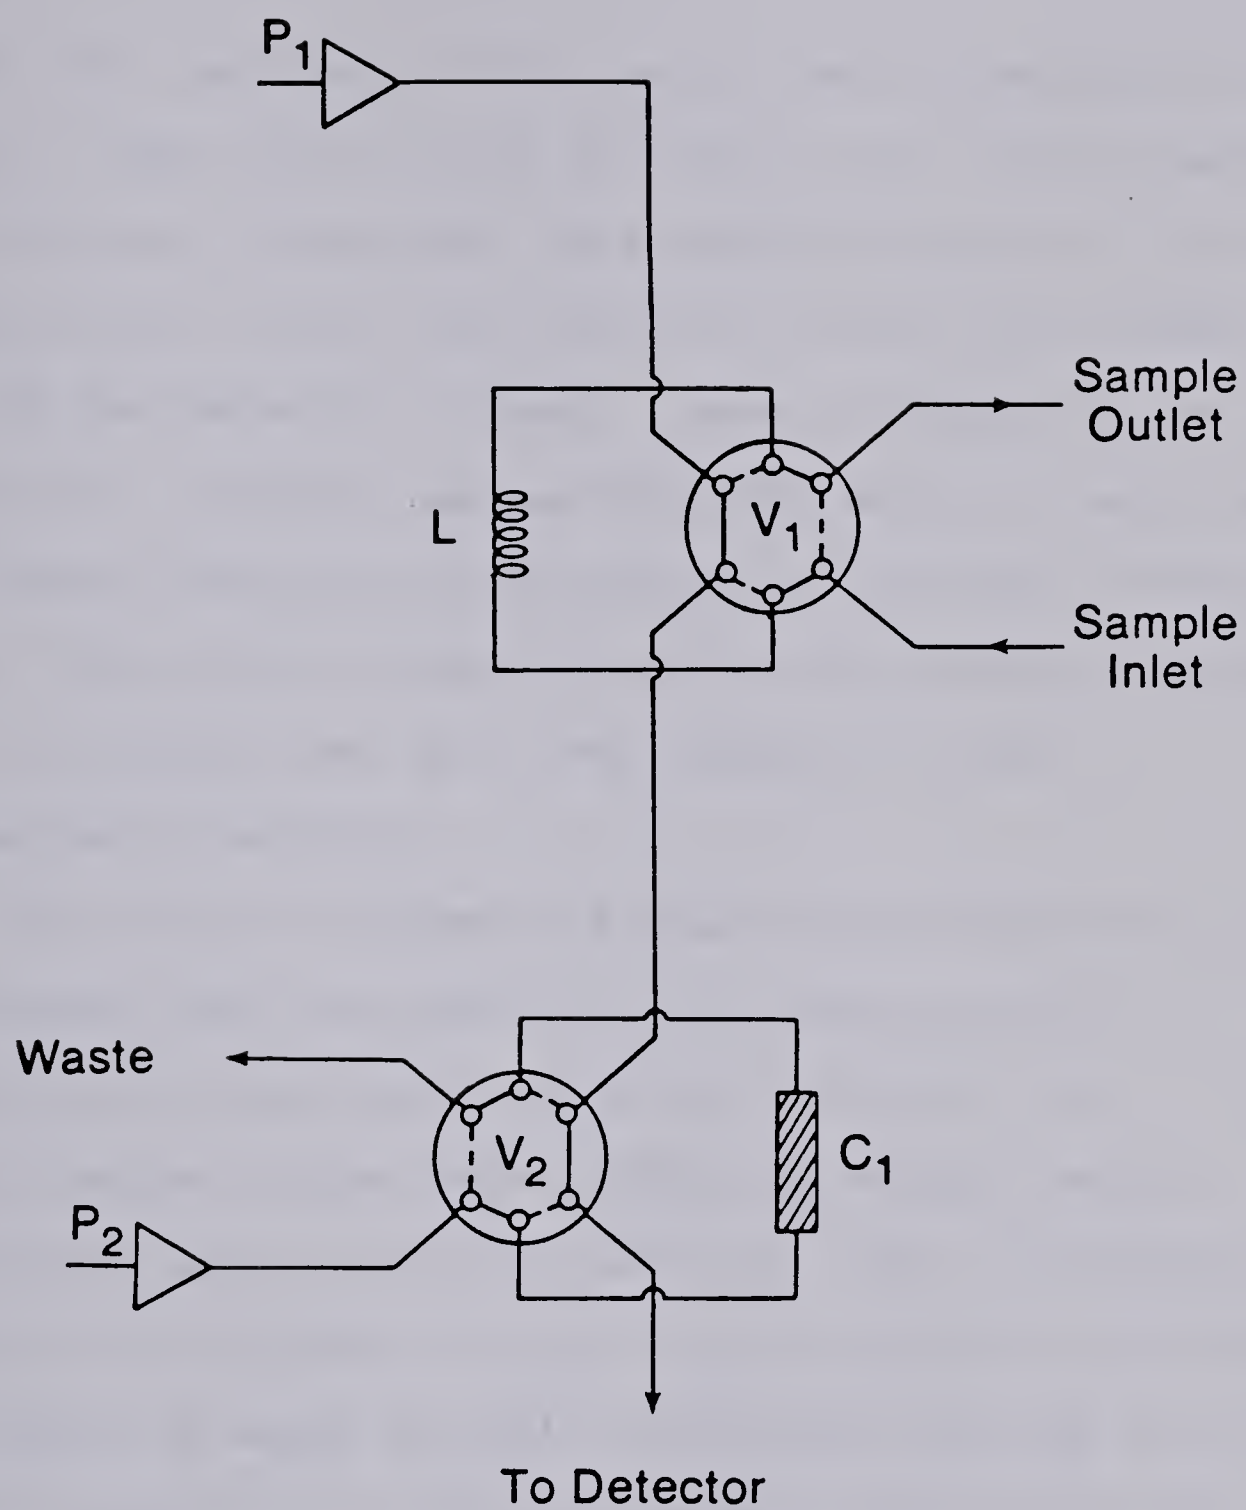 P1
Sample
Outlet
L
V1
Sample
Inlet
Waste
V2
C1
P2
To Detector